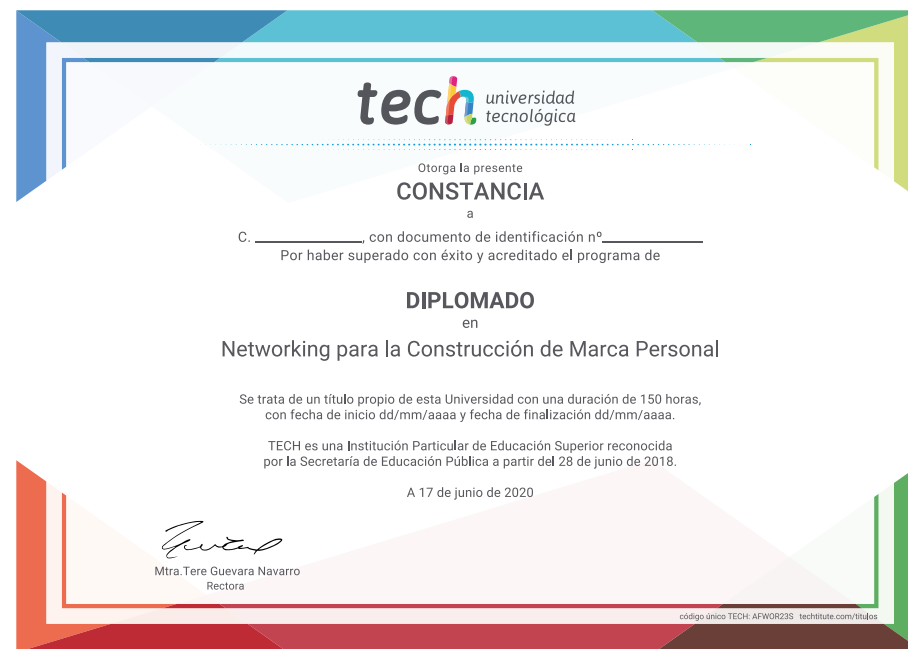 tech universidad
tecnológica
Otorga la presente
CONSTANCIA
a
C. ____________, con documento de identificación nº____________
Por haber superado con éxito y acreditado el programa de
DIPLOMADO
en
Networking para la Construcción de Marca Personal
Se trata de un título propio de esta Universidad con una duración de 150 horas,
con fecha de inicio dd/mm/aaaa y fecha de finalización dd/mm/aaaa.
TECH es una Institución Particular de Educación Superior reconocida
por la Secretaría de Educación Pública a partir del 28 de junio de 2018.
A 17 de junio de 2020
Mtra.Tere Guevara Navarro
Rectora
código único TECH: AFWOR23S techtitute.com/titulos